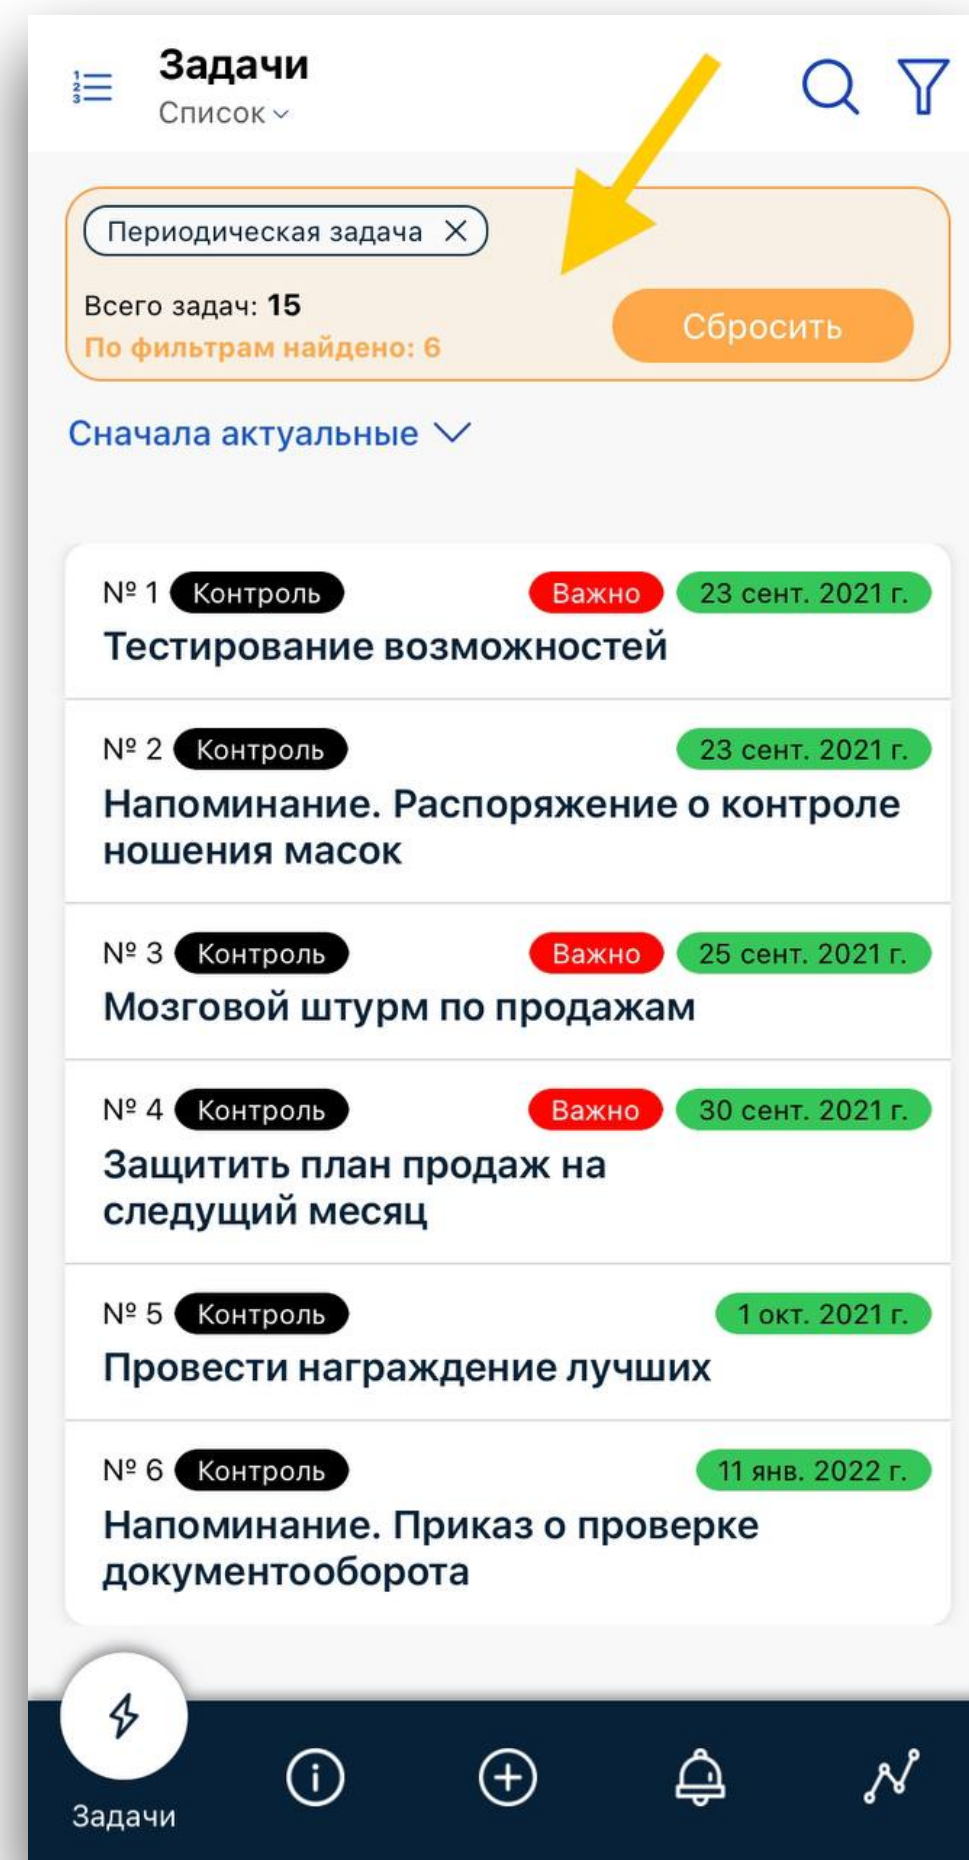 Задачи
1 2 3
Список
Периодическая задача
Всего задач: 15
По фильтрам найдено: 6
Сбросить
Сначала актуальные
№ 1 Контроль Важно 23 сент. 2021 г.
Тестирование возможностей
№ 2 Контроль 23 сент. 2021 г.
Напоминание. Распоряжение о контроле
ношения масок
№ 3 Контроль Важно 25 сент. 2021 г.
Мозговой штурм по продажам
№ 4 Контроль Важно 30 сент. 2021 г.
Защитить план продаж на
следущий месяц
№ 5 Контроль 1 окт. 2021 г.
Провести награждение лучших
№ 6 Контроль 11 янв. 2022 г.
Напоминание. Приказ о проверке
документооборота
Задачи